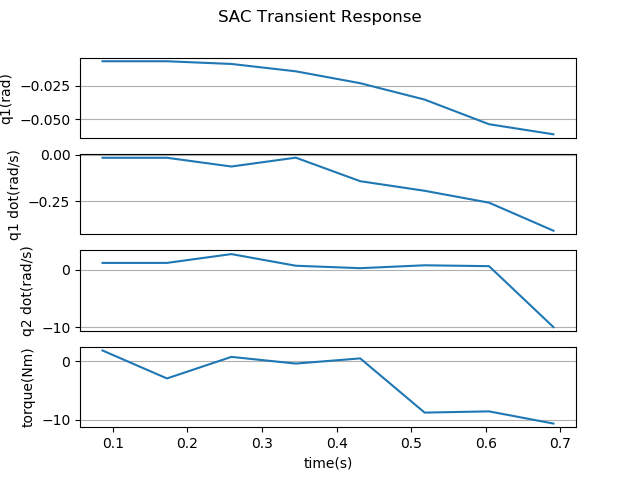 SAC Transient Response
q1(rad)
−0.025
−0.050
q1 dot(rad/s)
0.00
−0.25
q2 dot(rad/s)
0
−10
torque(Nm)
0
−10
0.1 0.2 0.3 0.4 0.5 0.6 0.7
time(s)